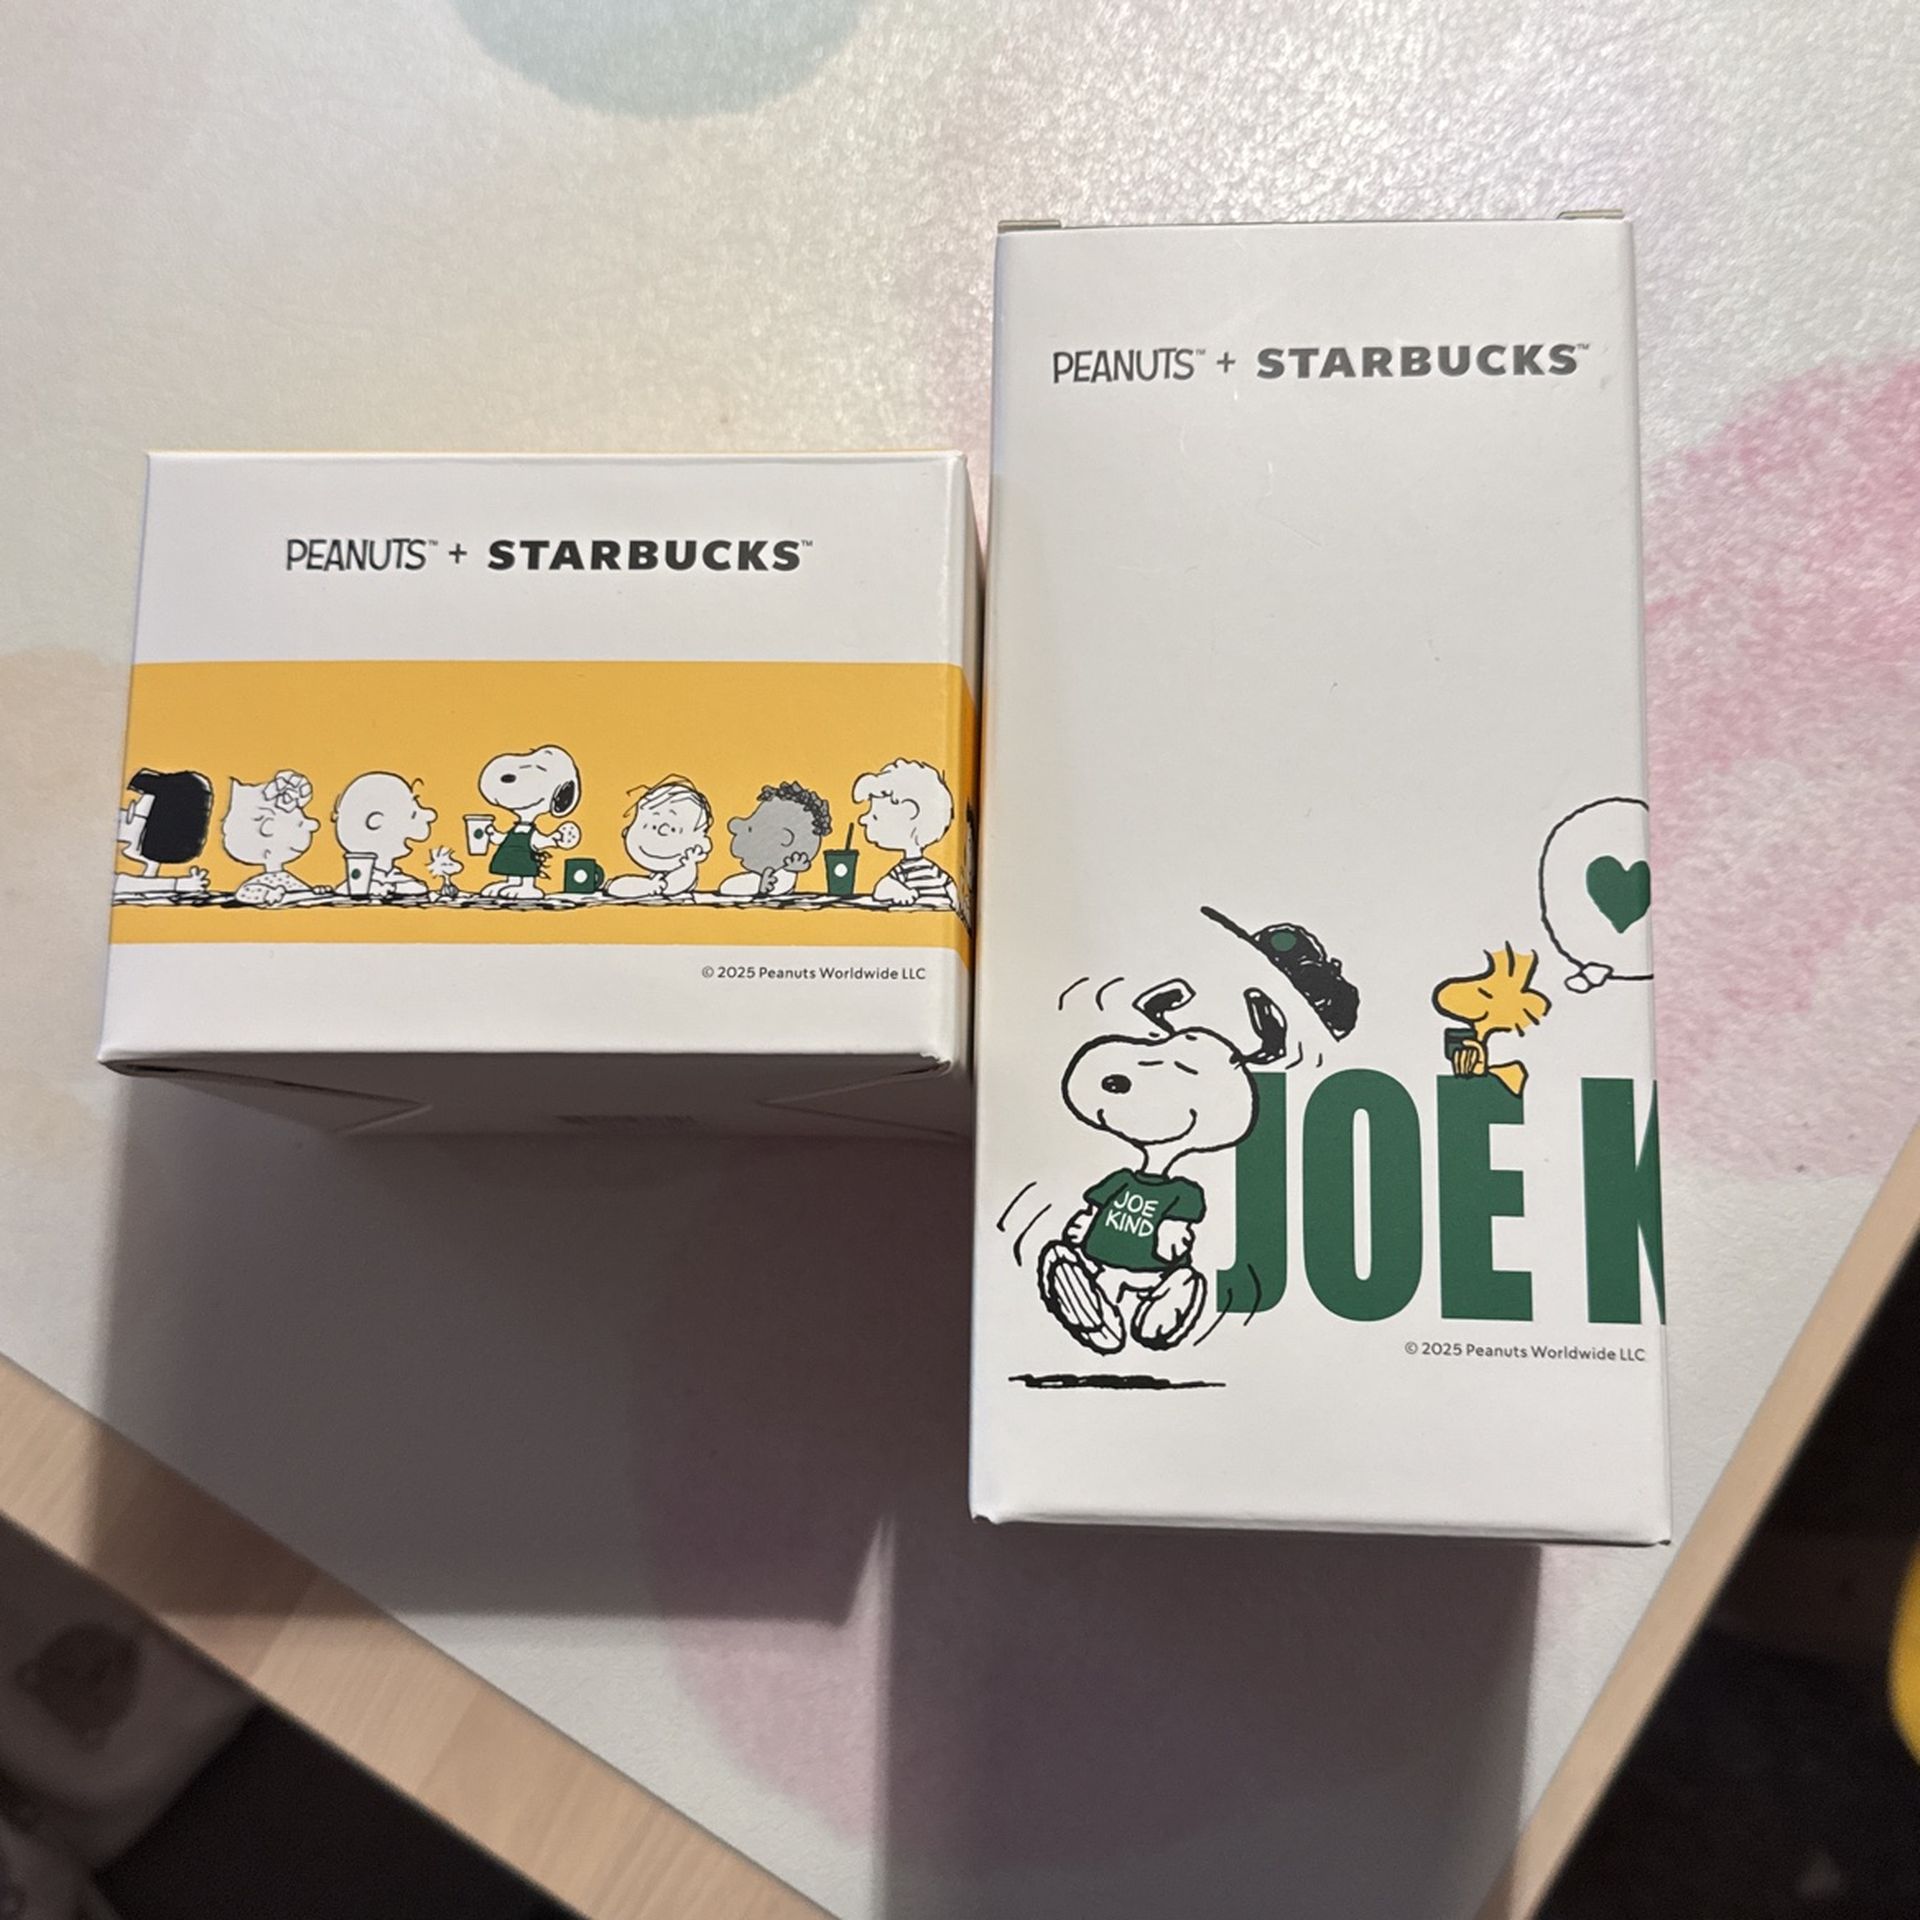 PEANUTS™ + STARBUCKS™
© 2025 Peanuts Worldwide LLC
PEANUTS™ + STARBUCKS™
JOE K
JOE
KIND
© 2025 Peanuts Worldwide LLC